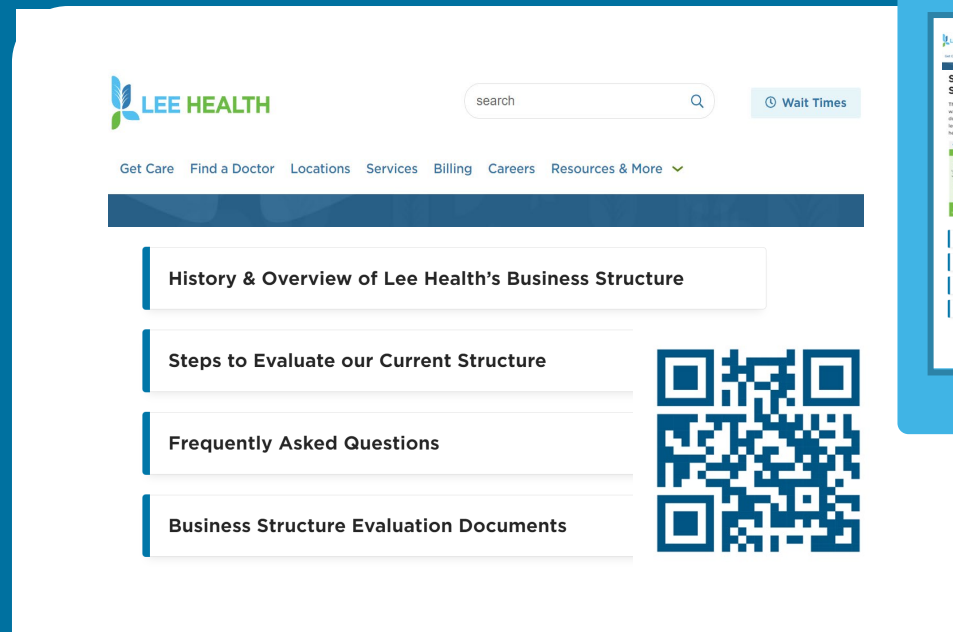 LEE HEALTH
search
Wait Times
Get Care Find a Doctor Locations Services Billing Careers Resources & More
History & Overview of Lee Health's Business Structure
Steps to Evaluate our Current Structure
Frequently Asked Questions
Business Structure Evaluation Documents